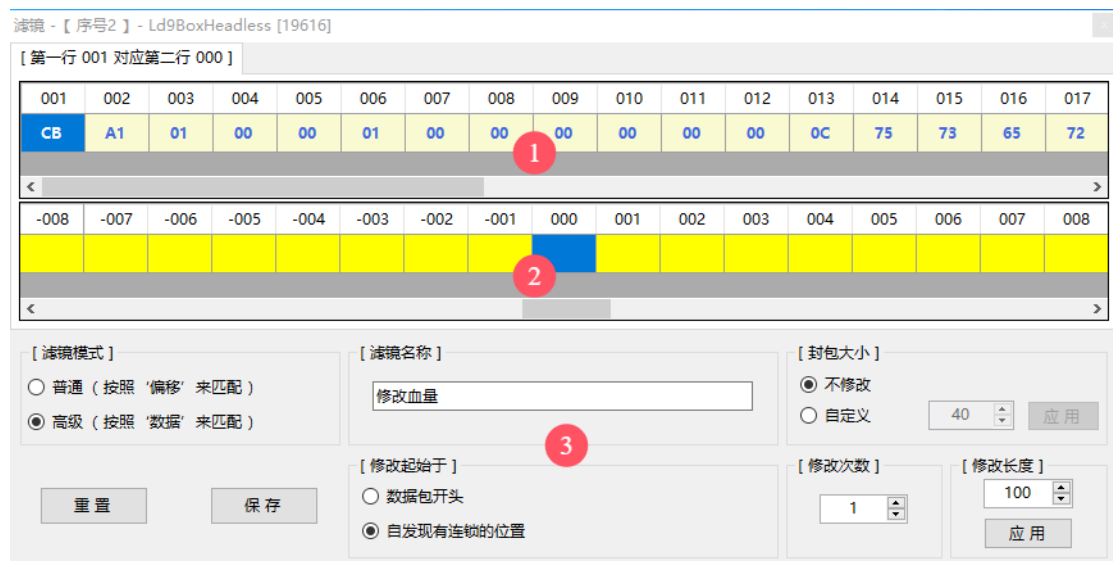 滤镜 -【 序号2 】- Ld9BoxHeadless [19616]
x
[ 第一行 001 对应第二行 000 ]
001 002 003 004 005 006 007 008 009 010 011 012 013 014 015 016 017
CB A1 01 00 00 01 00 00 00 00 00 00 0C 75 73 65 72
1
< >
-008 -007 -006 -005 -004 -003 -002 -001 000 001 002 003 004 005 006 007 008
2
< >
[ 滤镜模式 ] [ 滤镜名称 ] [ 封包大小 ]
普通（ 按照‘偏移’来匹配 ） 修改血量 不修改
高级（ 按照‘数据’来匹配 ） 自定义 40 应 用
3
[ 修改起始于 ] [ 修改次数 ] [ 修改长度 ]
重 置 保 存 数据包开头 1 100
自发现有连锁的位置 应 用